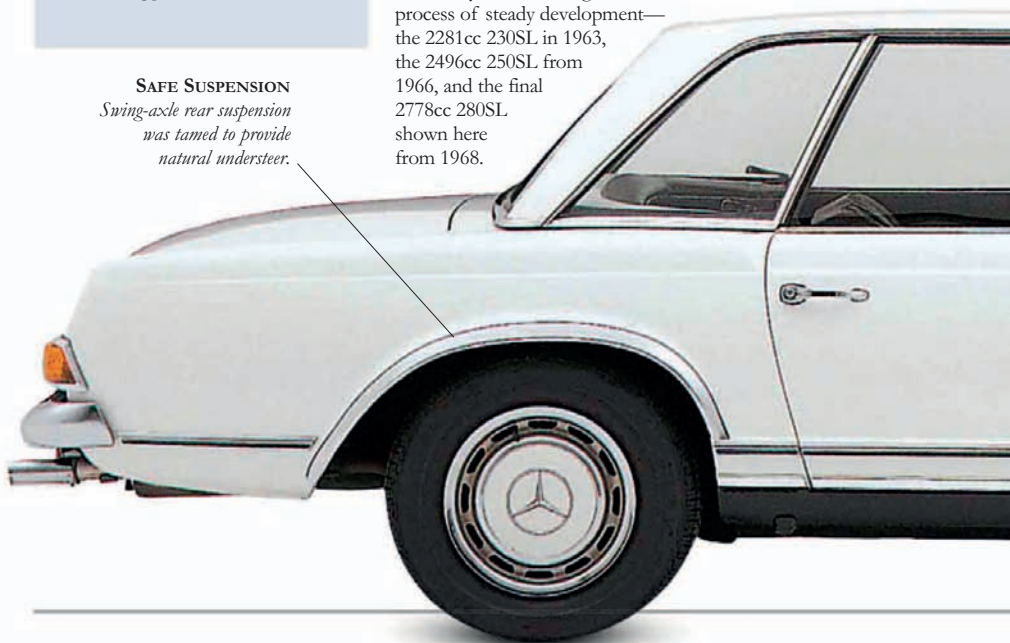 process of steady development—
the 2281cc 230SL in 1963,
the 2496cc 250SL from
1966, and the final
2778cc 280SL
shown here
from 1968.
SAFE SUSPENSION
Swing-axle rear suspension
was tamed to provide
natural understeer.